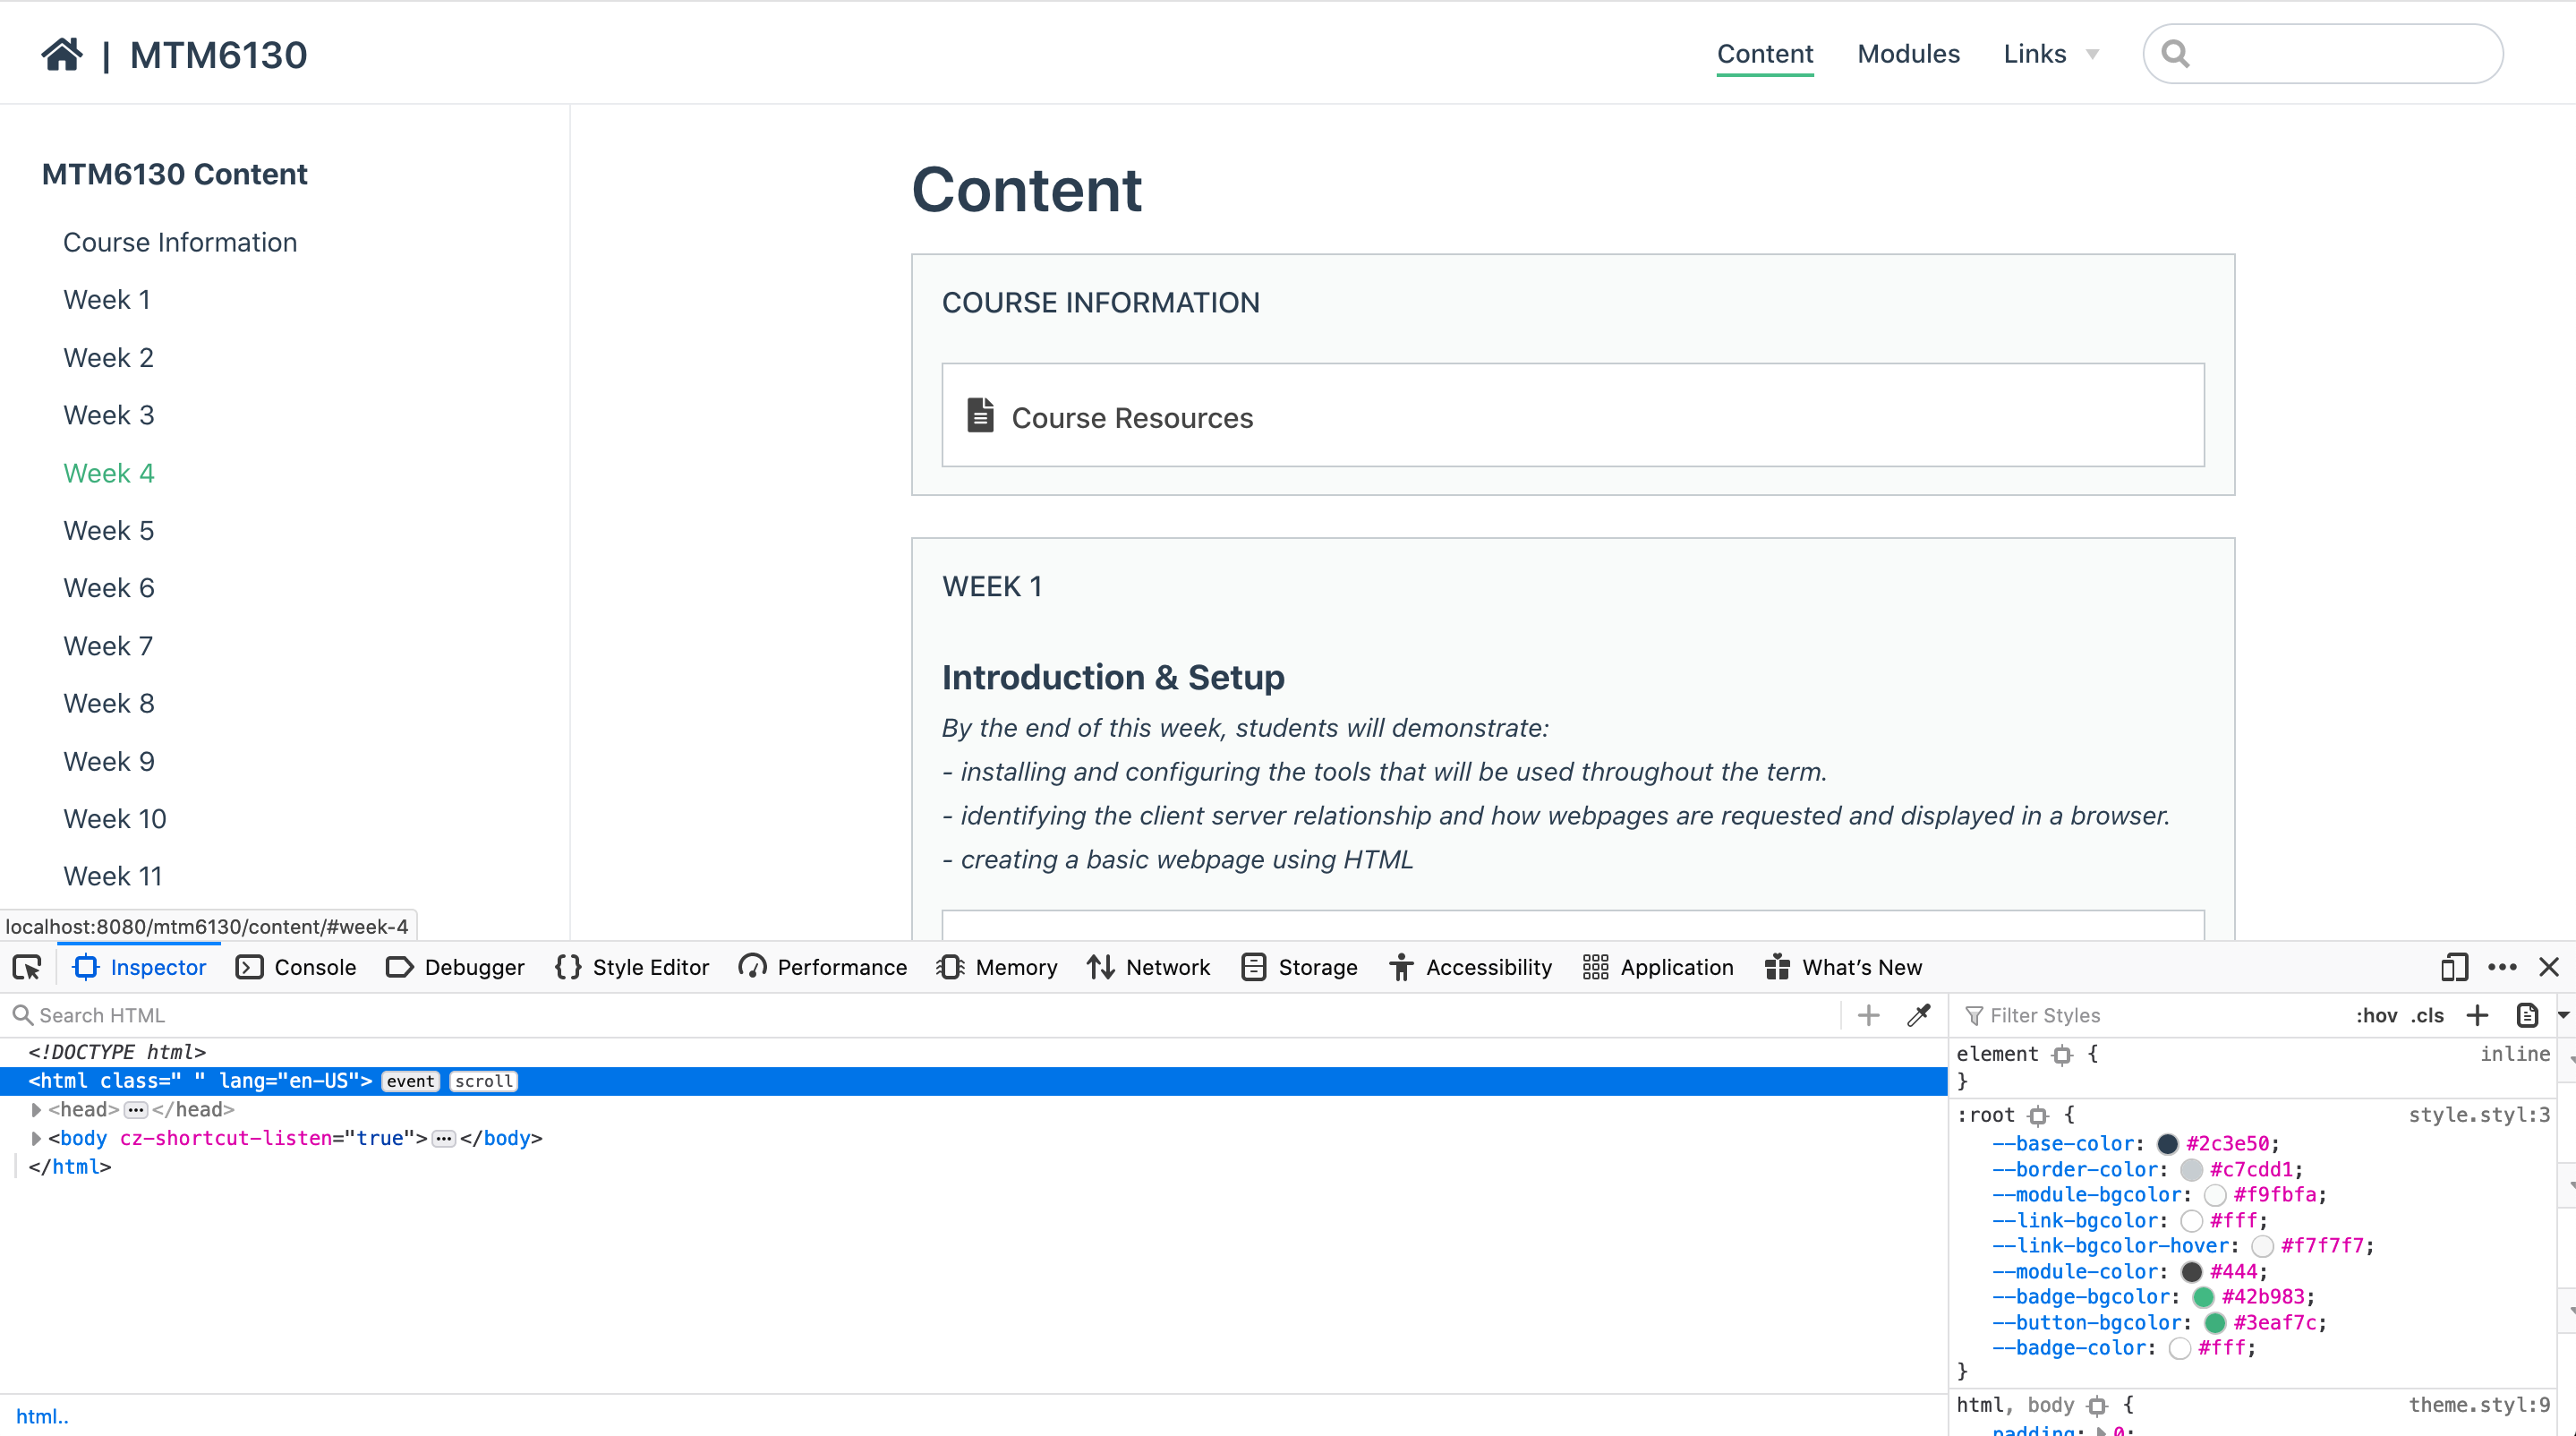 | MTM6130
Content Modules Links
MTM6130 Content
Course Information
Week 1
Week 2
Week 3
Week 4
Week 5
Week 6
Week 7
Week 8
Week 9
Week 10
Week 11
localhost:8080/mtm6130/content/#week-4
Content
COURSE INFORMATION
Course Resources
WEEK 1
Introduction & Setup
By the end of this week, students will demonstrate:
- installing and configuring the tools that will be used throughout the term.
- identifying the client server relationship and how webpages are requested and displayed in a browser.
- creating a basic webpage using HTML
Inspector Console Debugger Style Editor Performance Memory Network Storage Accessibility Application What's New
Search HTML
<!DOCTYPE html>
<html class=" " lang="en-US"> event scroll
<head> ••• </head>
<body cz-shortcut-listen="true"> ••• </body>
</html>
html..
Filter Styles :hov .cls
element { inline
}
:root { style.styl:3
--base-color: #2c3e50;
--border-color: #c7cdd1;
--module-bgcolor: #f9fbfa;
--link-bgcolor: #fff;
--link-bgcolor-hover: #f7f7f7;
--module-color: #444;
--badge-bgcolor: #42b983;
--button-bgcolor: #3eaf7c;
--badge-color: #fff;
}
html, body { theme.styl:9
padding: 0;